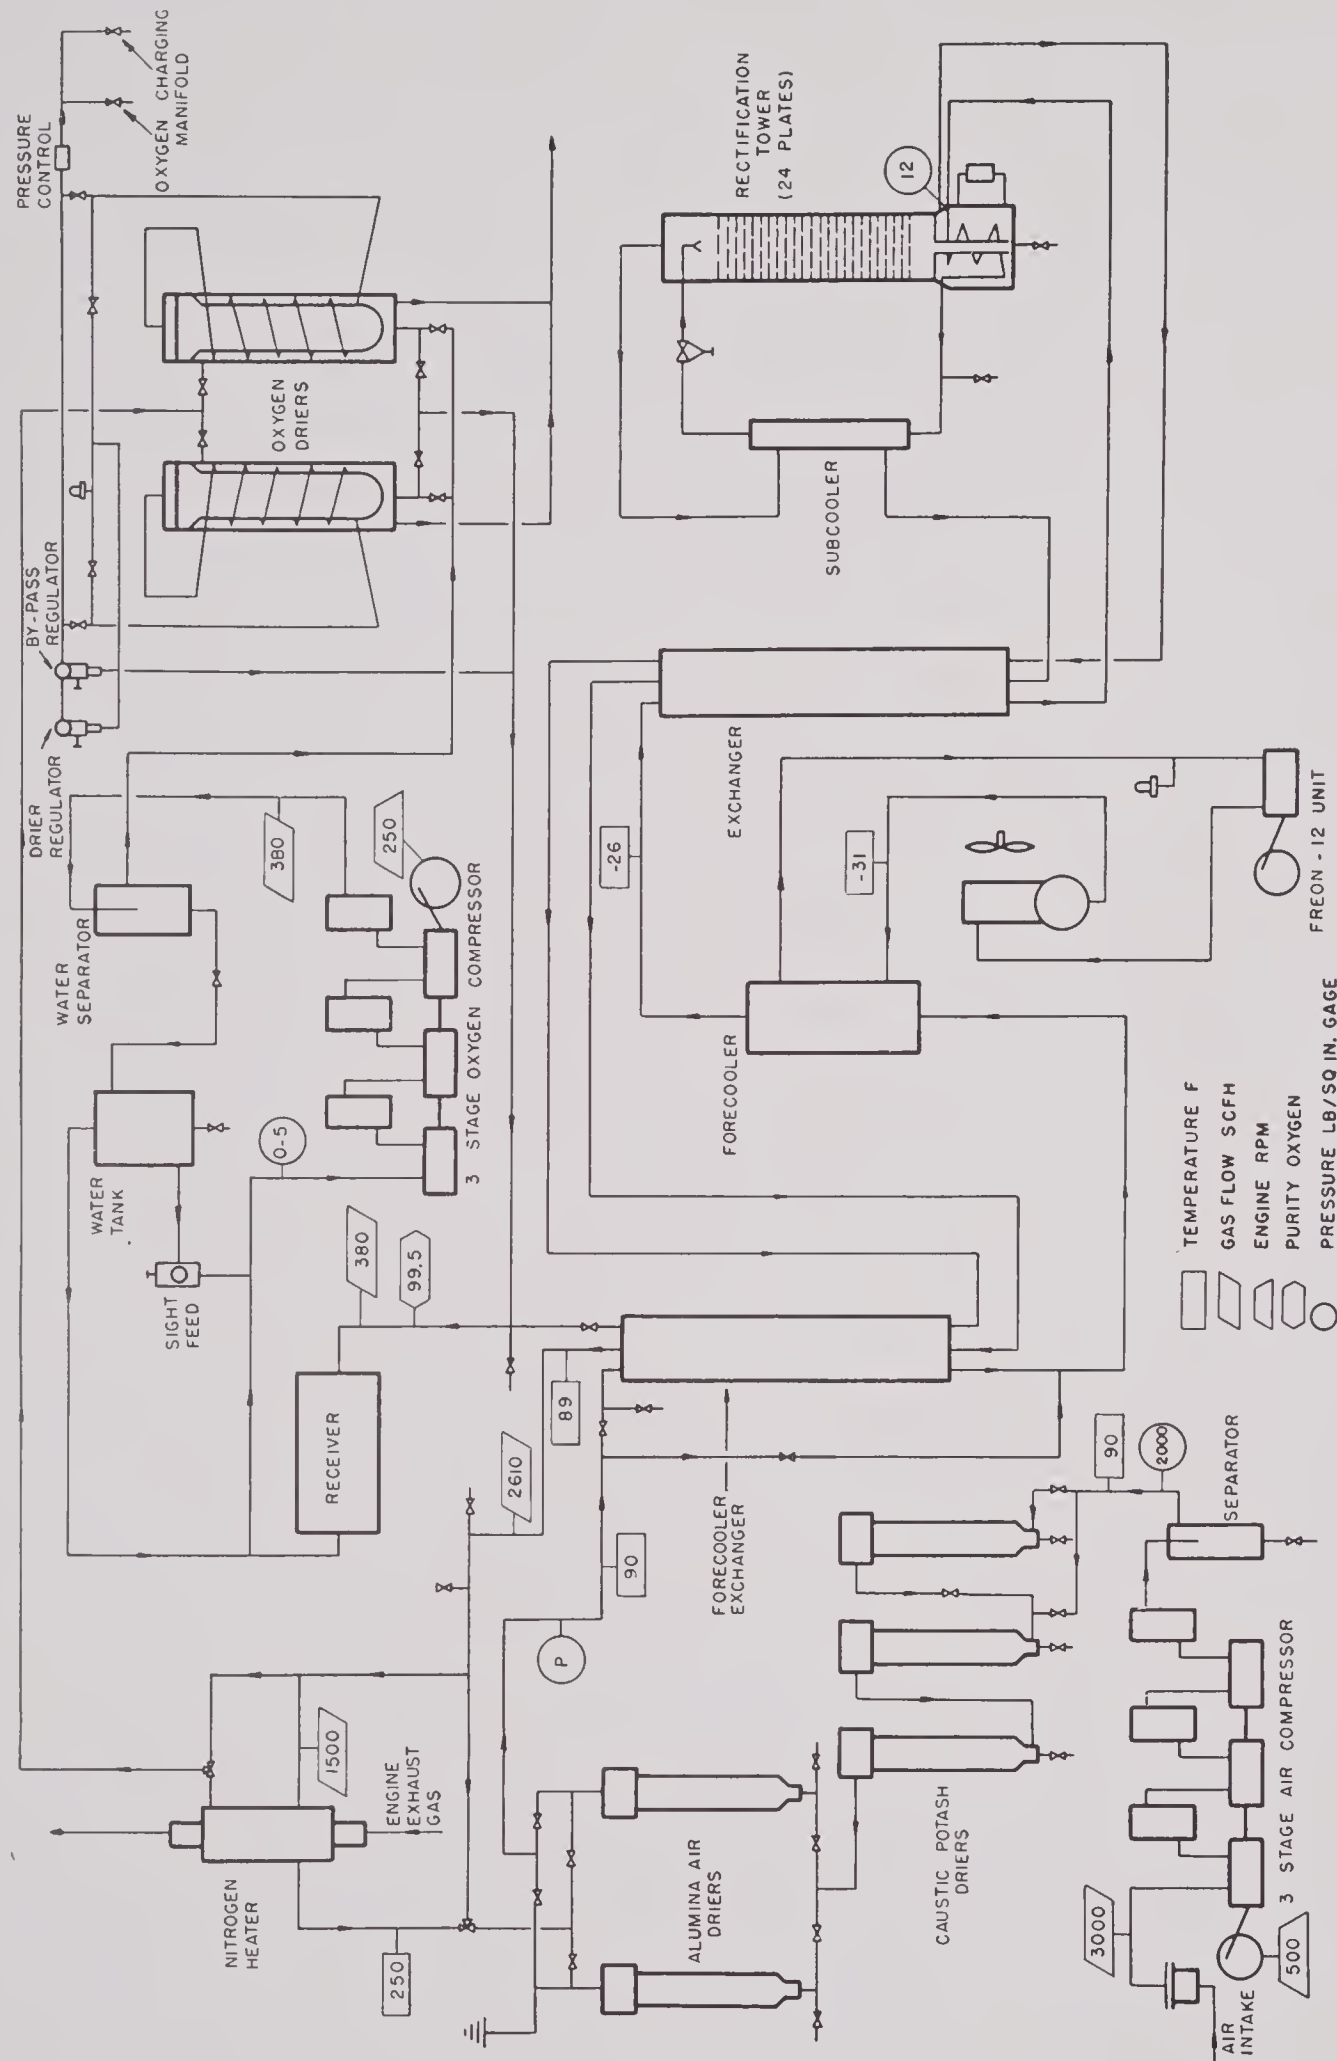 PRESSURE
CONTROL
OXYGEN CHARGING
MANIFOLD
BY-PASS
REGULATOR
DRIER
REGULATOR
OXYGEN
DRIERS
RECTIFICATION
TOWER
(24 PLATES)
12
SUBCOOLER
EXCHANGER
-26
-31
FREON-12 UNIT
FORECOOLER
WATER
SEPARATOR
380
250
3 STAGE OXYGEN COMPRESSOR
WATER
TANK
0-5
SIGHT
FEED
380
99.5
RECEIVER
89
2610
90
P
FORECOOLER
EXCHANGER
NITROGEN
HEATER
1500
ENGINE
EXHAUST
GAS
250
ALUMINA AIR
DRIERS
CAUSTIC POTASH
DRIERS
90
2000
SEPARATOR
3 STAGE AIR COMPRESSOR
3000
500
AIR
INTAKE
TEMPERATURE F
GAS FLOW SCFH
ENGINE RPM
PURITY OXYGEN
PRESSURE LB/SQ IN. GAGE